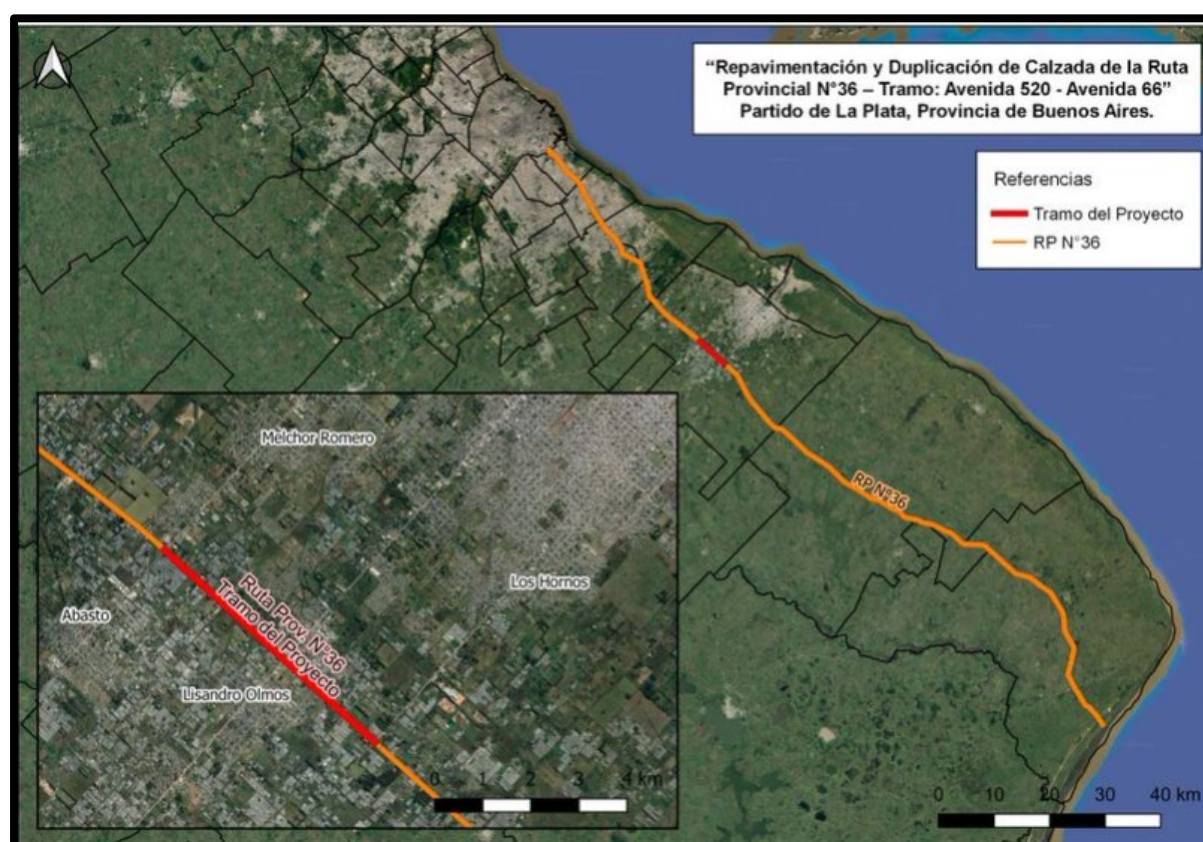 “Repavimentación y Duplicación de Calzada de la Ruta
Provincial N°36 – Tramo: Avenida 520 - Avenida 66”
Partido de La Plata, Provincia de Buenos Aires.
Referencias
Tramo del Proyecto
RP N°36
RP N°36
Melchor Romero
Los Hornos
Abasto
Ruta Prov. N°36
Tramo del Proyecto
Lisandro Olmos
0 1 2 3 4 km
0 10 20 30 40 km